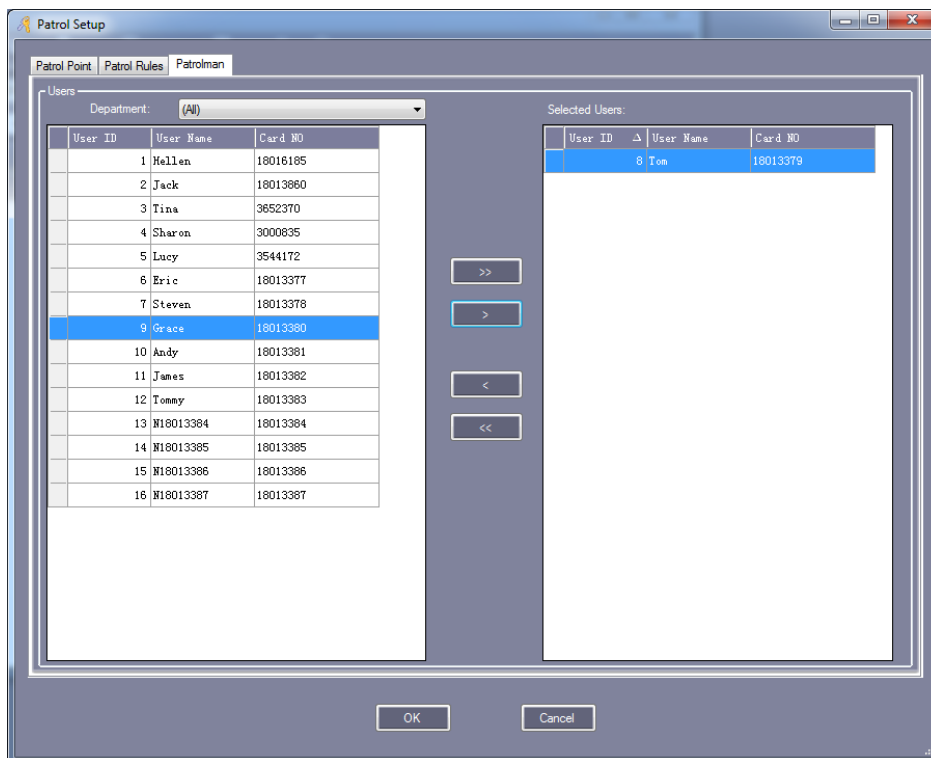 Patrol Setup
Patrol Point Patrol Rules Patrolman
Users
Department: (All) Selected Users:
User ID User Name Card NO
1 Hellen 18016185
2 Jack 18013860
3 Tina 3652370
4 Sharon 3000835
5 Lucy 3544172
6 Eric 18013377
7 Steven 18013378
9 Grace 18013380
10 Andy 18013381
11 James 18013382
12 Tommy 18013383
13 N18013384 18013384
14 N18013385 18013385
15 N18013386 18013386
16 N18013387 18013387
>>
>
<
<<
User ID Δ User Name Card NO
8 Tom 18013379
OK Cancel